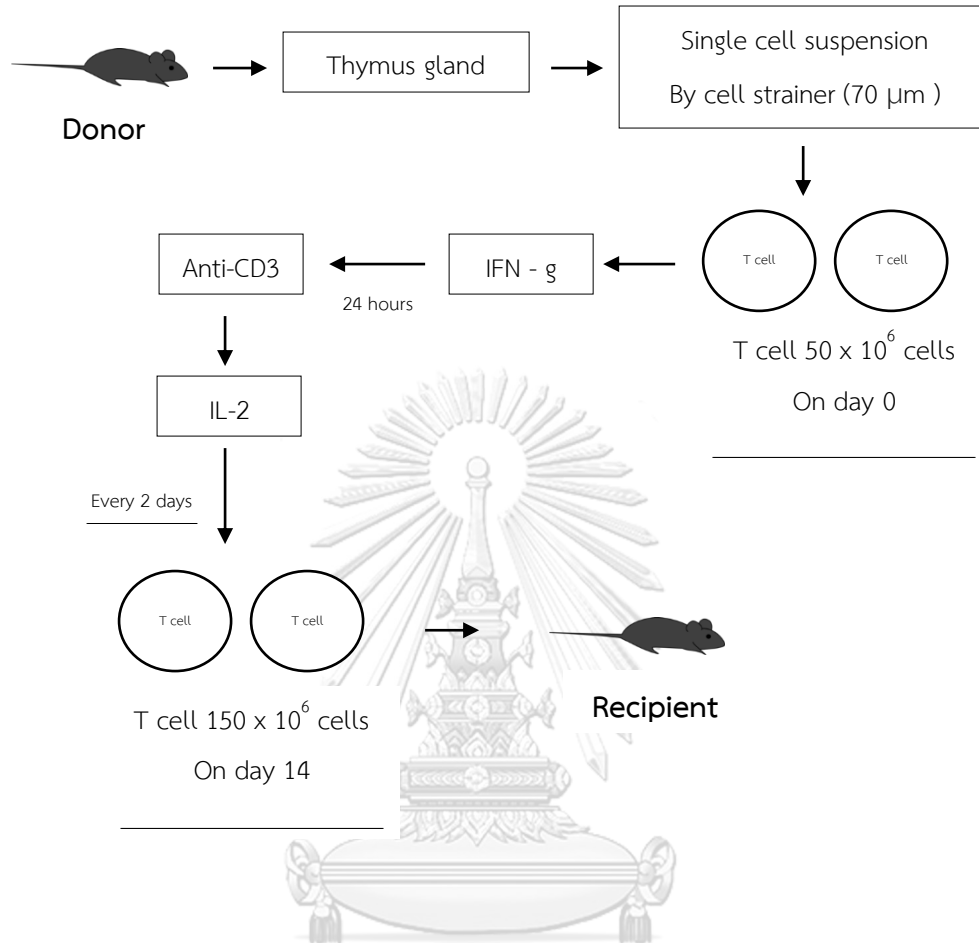 Donor
Thymus gland
Single cell suspension
By cell strainer (70 µm )
T cell
T cell
T cell 50 x 10⁶ cells
On day 0
IFN - g
24 hours
Anti-CD3
IL-2
Every 2 days
T cell
T cell
T cell 150 x 10⁶ cells
On day 14
Recipient